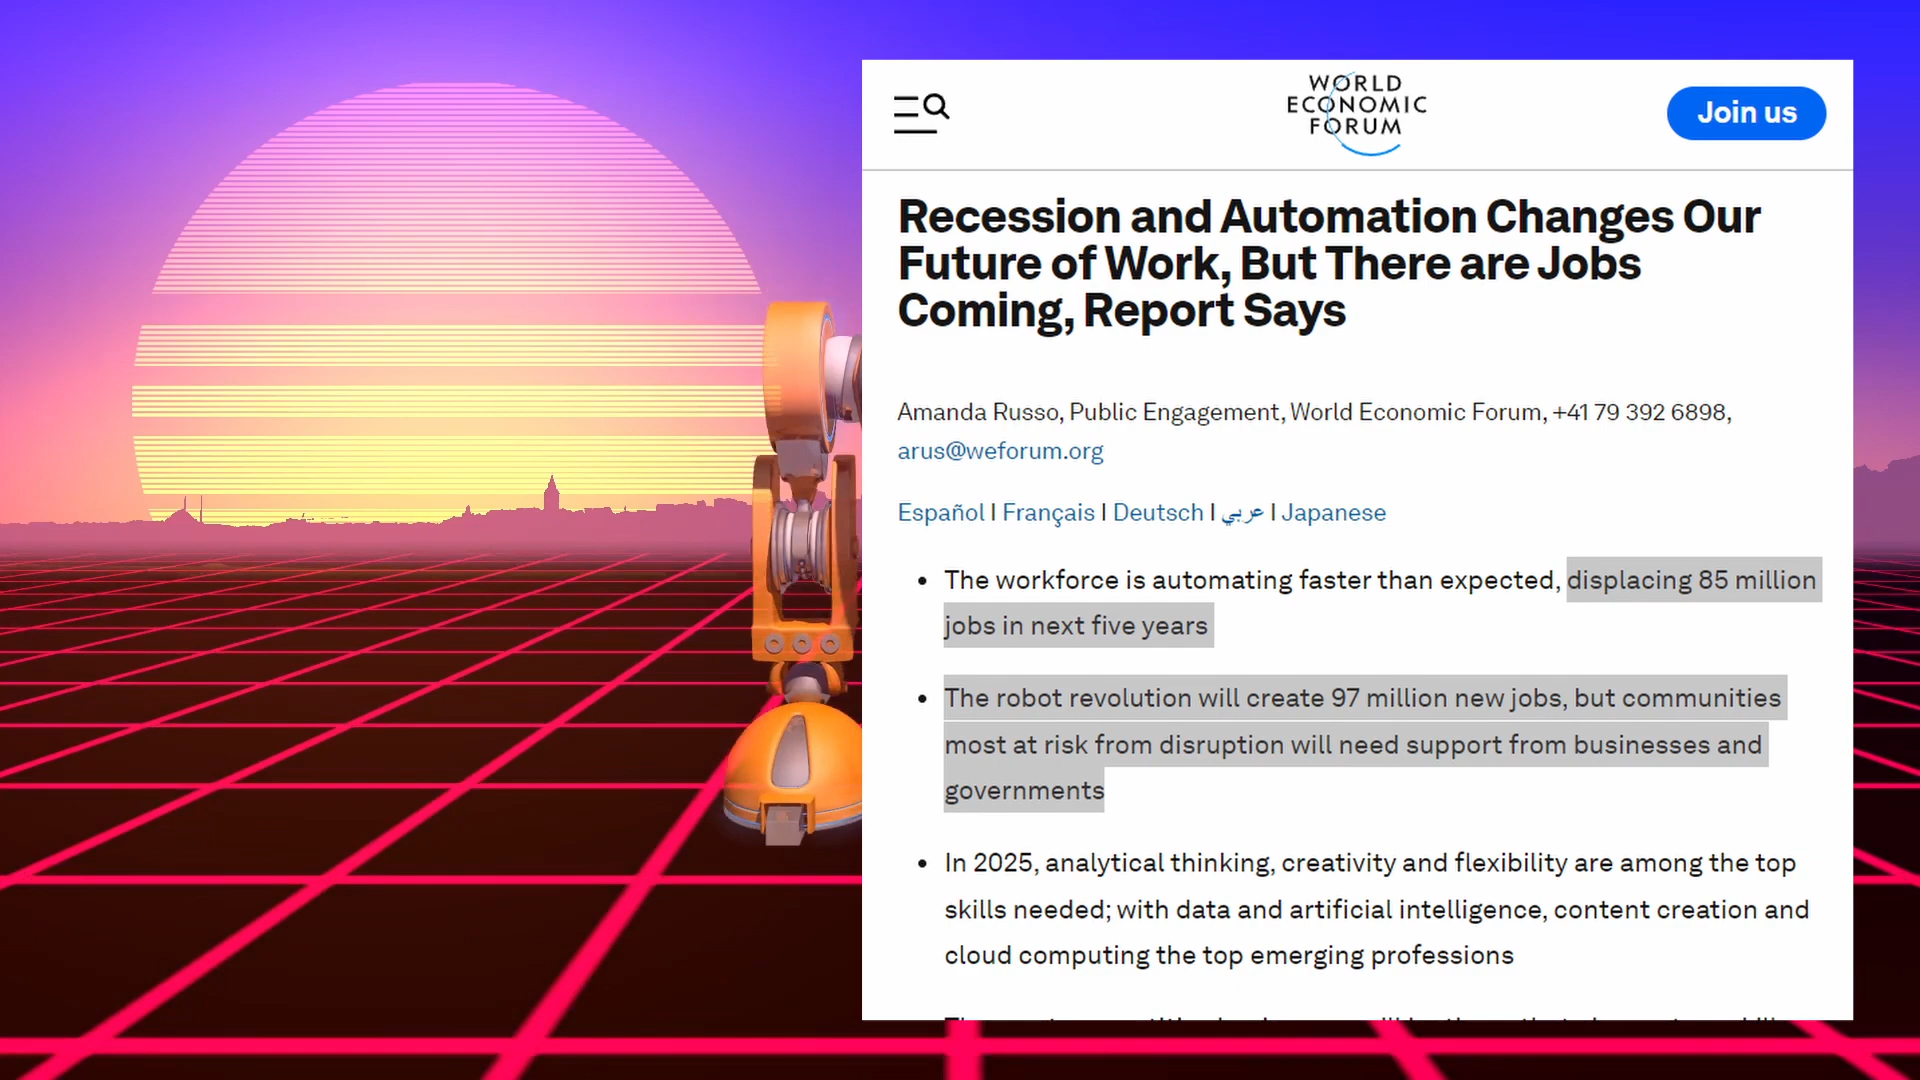 WORLD
ECONOMIC
FORUM
Join us
Recession and Automation Changes Our
Future of Work, But There are Jobs
Coming, Report Says
Amanda Russo, Public Engagement, World Economic Forum, +41 79 392 6898,
arus@weforum.org
Español | Français | Deutsch | عربي | Japanese
• The workforce is automating faster than expected, displacing 85 million
jobs in next five years
• The robot revolution will create 97 million new jobs, but communities
most at risk from disruption will need support from businesses and
governments
• In 2025, analytical thinking, creativity and flexibility are among the top
skills needed; with data and artificial intelligence, content creation and
cloud computing the top emerging professions